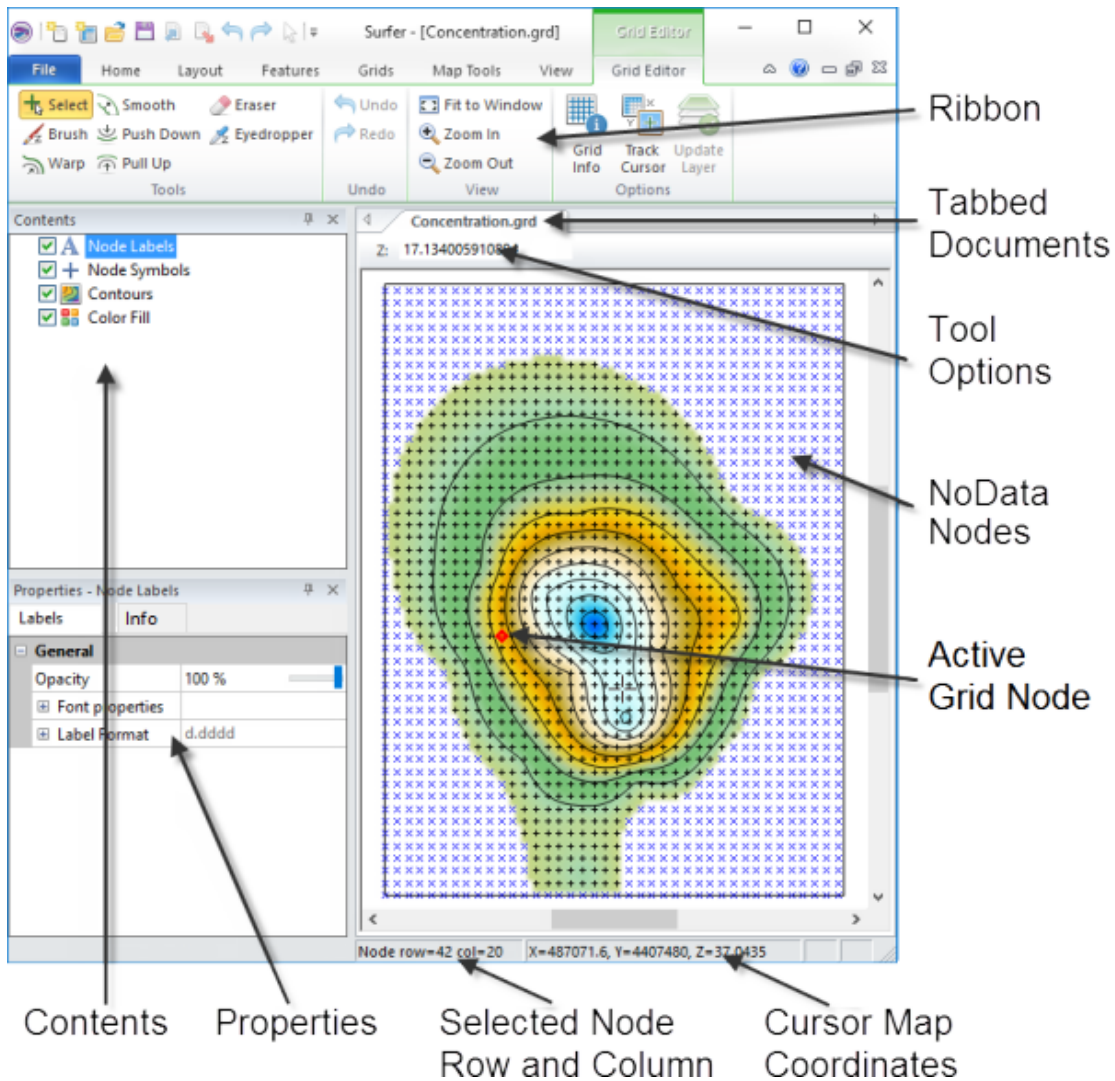 Surfer - [Concentration.grd]
Grid Editor
File Home Layout Features Grids Map Tools View Grid Editor
Select Smooth Eraser Undo Fit to Window
Brush Push Down Eyedropper Redo Zoom In Grid Info Track Cursor Update Layer
Warp Pull Up Zoom Out
Tools Undo View Options
Ribbon
Contents
Concentration.grd
Tabbed
Documents
Node Labels
Z:
Node Symbols
Contours
Color Fill
Tool
Options
NoData
Nodes
Properties - Node Labels
Labels Info
General
Opacity 100 %
Font properties
Label Format d.dddd
Active
Grid Node
Node row=42 col=20 X=487071.6, Y=4407480, Z=37.0435
Contents Properties Selected Node
Row and Column
Cursor Map
Coordinates